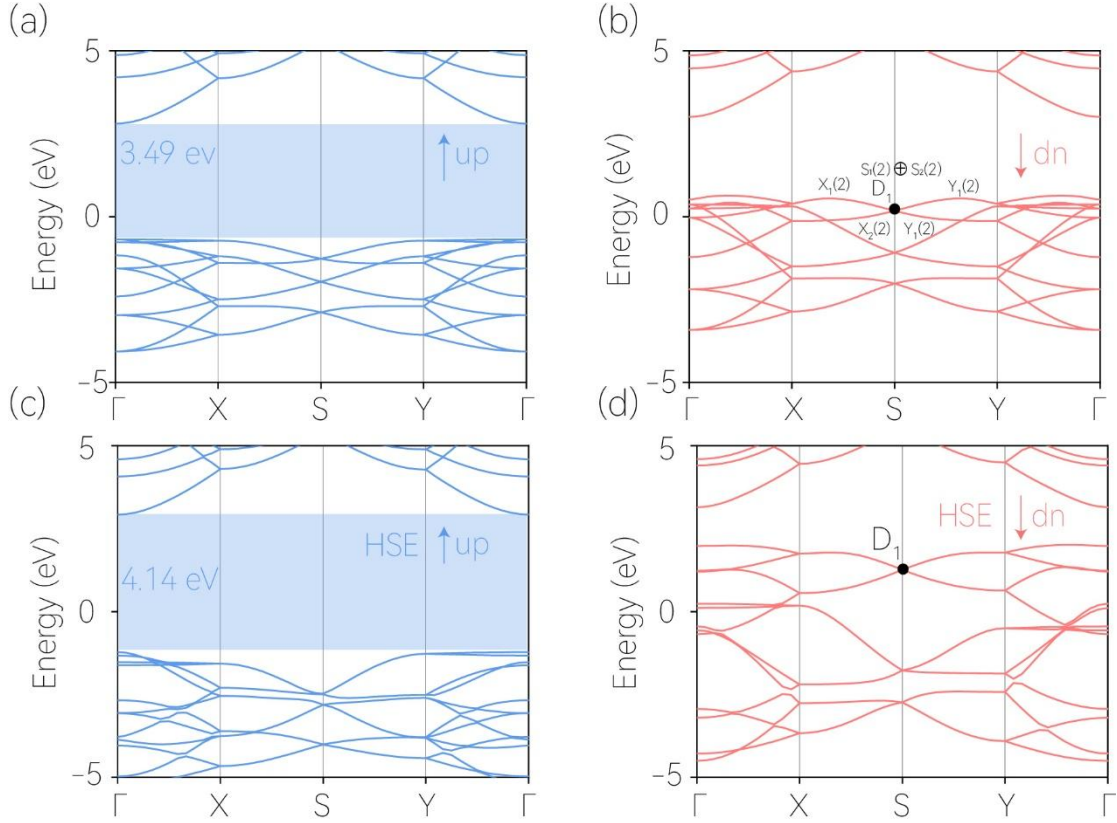 (a)
5
0
−5
Energy (eV)
3.49 ev
↑ up
Γ X S Y Γ
(b)
5
0
−5
Energy (eV)
↓ dn
S₁(2) ⊕ S₂(2)
X₁(2) D₁ Y₁(2)
X₂(2) Y₁(2)
Γ X S Y Γ
(c)
5
0
−5
Energy (eV)
HSE ↑ up
4.14 eV
Γ X S Y Γ
(d)
5
0
−5
Energy (eV)
HSE ↓ dn
D₁
Γ X S Y Γ